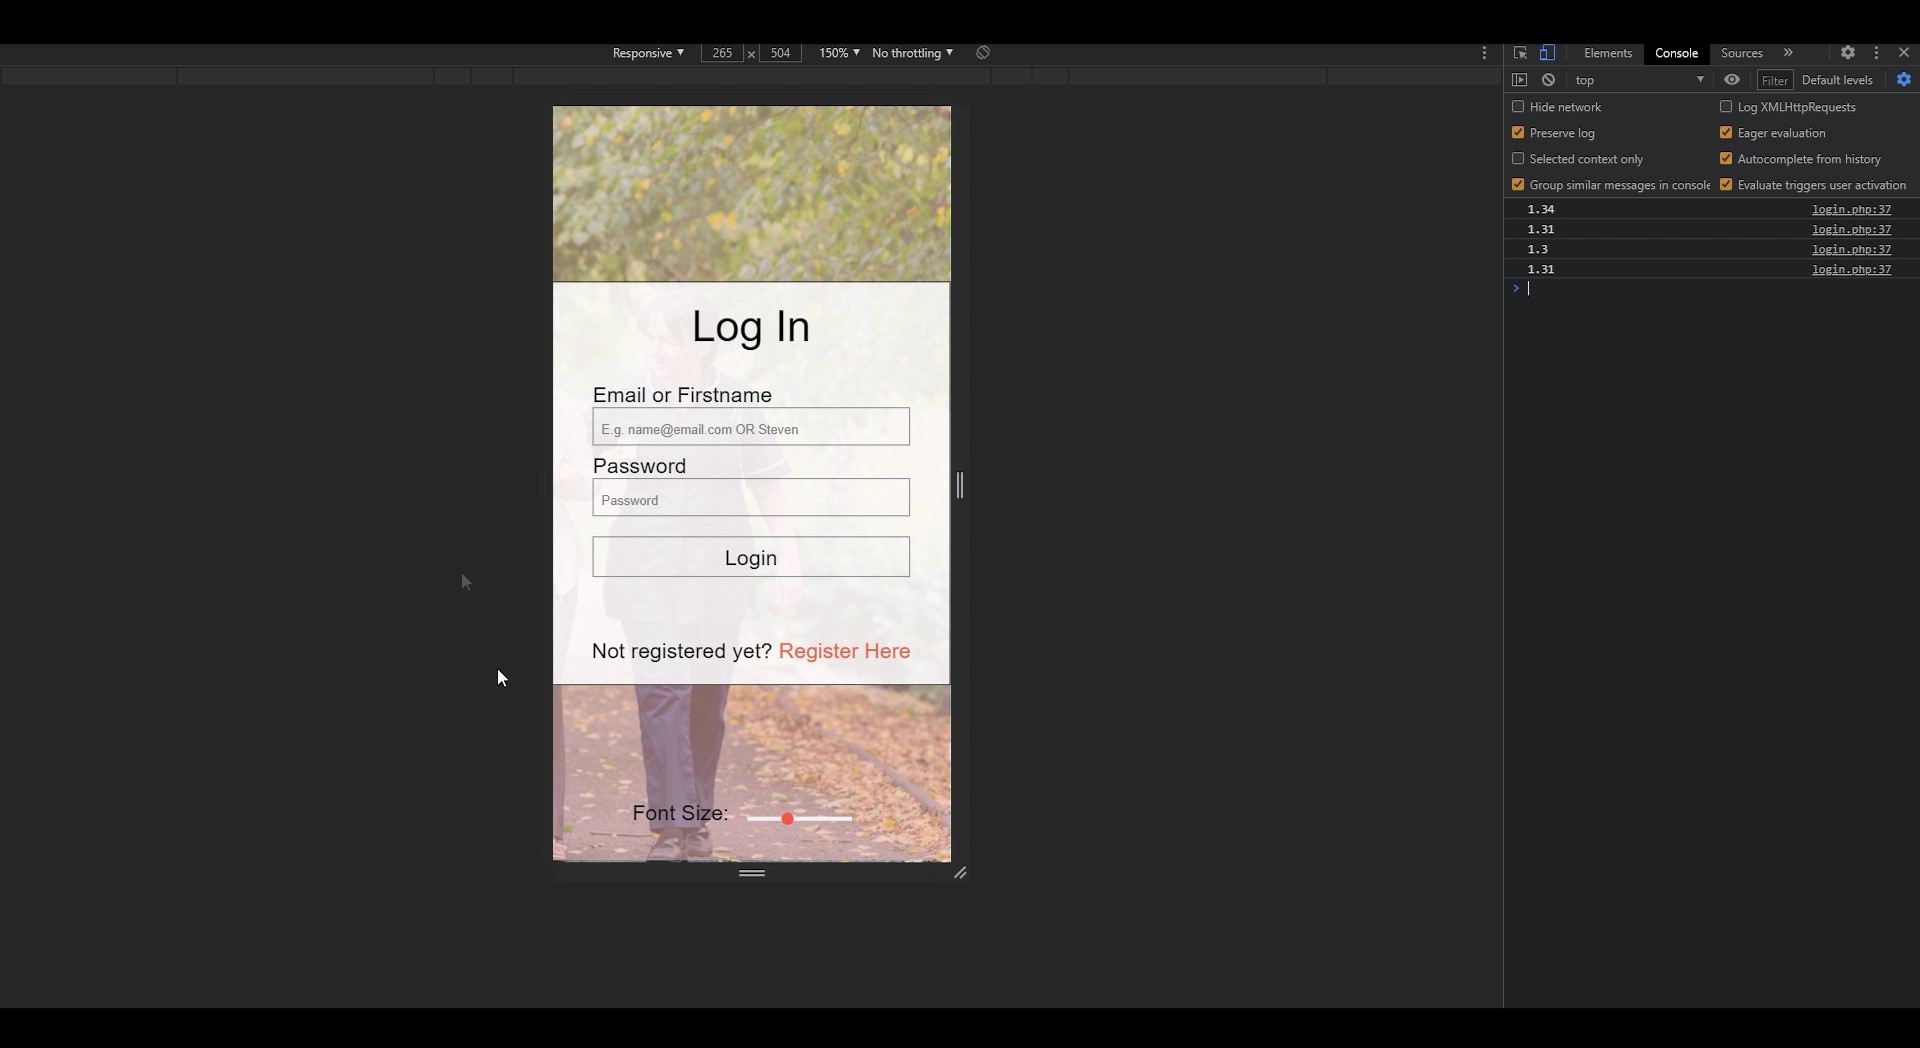 Responsive ▼ 265 × 504 150% ▼ No throttling ▼
Elements Console Sources »
top ▼ Filter Default levels
Hide network
Log XMLHttpRequests
Preserve log
Eager evaluation
Selected context only
Autocomplete from history
Group similar messages in console
Evaluate triggers user activation
1.34 login.php:37
1.31 login.php:37
1.3 login.php:37
1.31 login.php:37
Log In
Email or Firstname
E.g. name@email.com OR Steven
Password
Password
Login
Not registered yet? Register Here
Font Size: